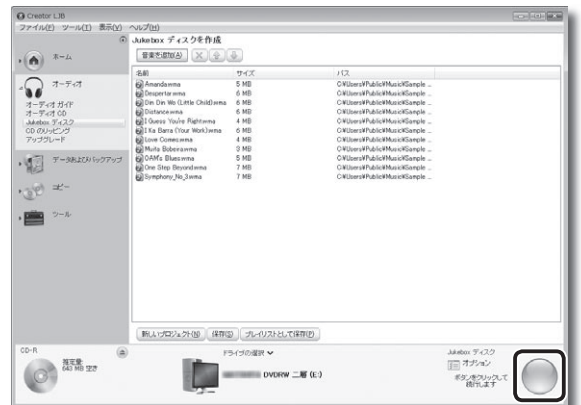 Creator LJB
ファイル(F) ツール(T) 表示(V) ヘルプ(H)
ホーム
オーディオ
オーディオ ガイド
オーディオ CD
Jukebox ディスク
CD のリッピング
アップグレード
データおよびバックアップ
コピー
ツール
Jukebox ディスクを作成
音楽を追加(A)
名前 サイズ パス
Amanda.wma 5 MB C:¥Users¥Public¥Music¥Sample ...
Despertar.wma 6 MB C:¥Users¥Public¥Music¥Sample ...
Din Din Wo (Little Child).wma 6 MB C:¥Users¥Public¥Music¥Sample ...
Distance.wma 6 MB C:¥Users¥Public¥Music¥Sample ...
I Guess You're Right.wma 4 MB C:¥Users¥Public¥Music¥Sample ...
I Ka Barra (Your Work).wma 6 MB C:¥Users¥Public¥Music¥Sample ...
Love Comes.wma 4 MB C:¥Users¥Public¥Music¥Sample ...
Muita Bobeira.wma 3 MB C:¥Users¥Public¥Music¥Sample ...
OAM's Blues.wma 5 MB C:¥Users¥Public¥Music¥Sample ...
One Step Beyond.wma 7 MB C:¥Users¥Public¥Music¥Sample ...
Symphony_No_3.wma 7 MB C:¥Users¥Public¥Music¥Sample ...
新しいプロジェクト(N) 保存(S) プレイリストとして保存(P)
CD-R
推定量:
643 MB 空き
ドライブの選択
DVDRW 二層 (E:)
Jukebox ディスク
オプション
ボタンをクリックして
続行します